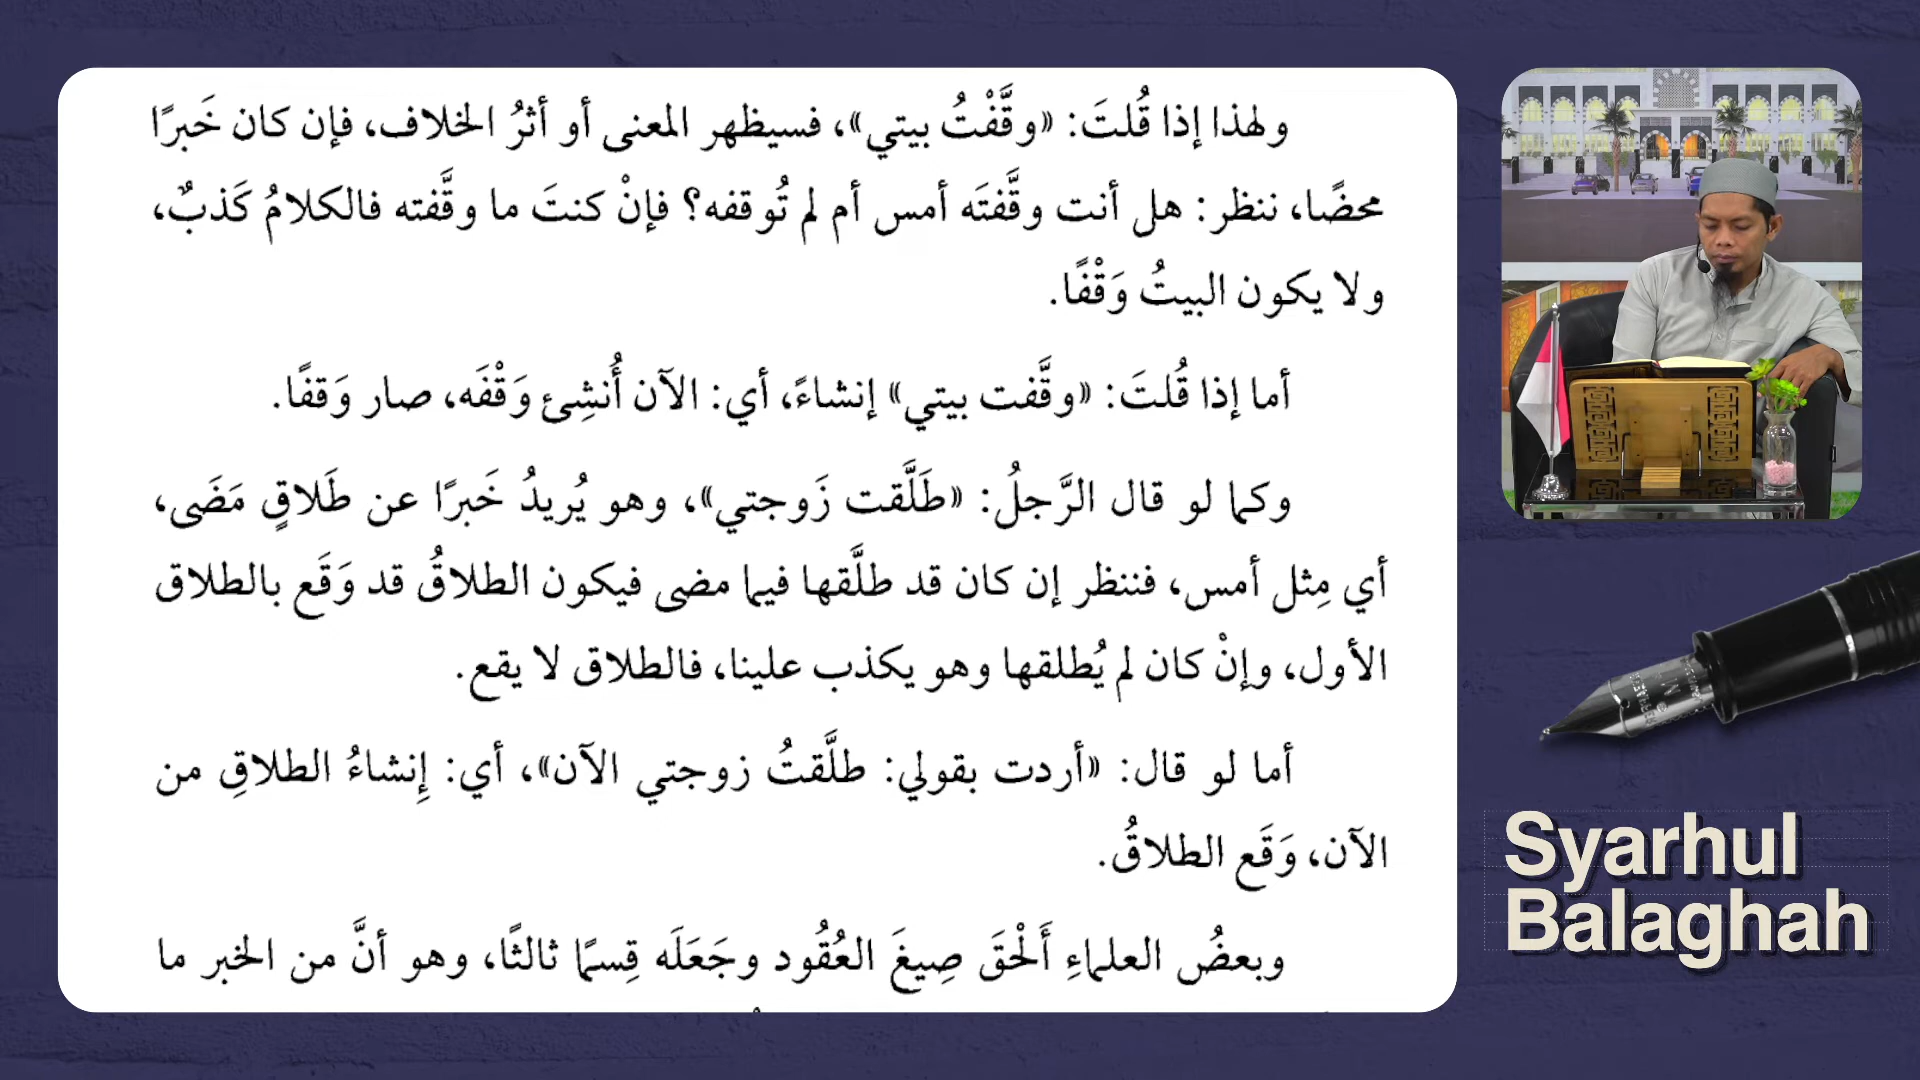 ولهذا إذا قُلتَ: «وقَّفْتُ بيتي»، فسيظهر المعنى أو أثرُ الخلاف، فإن كان خَبرًا
محضًا، ننظر: هل أنت وقَّفتَه أمس أم لم تُوقفه؟ فإنْ كنتَ ما وقَّفته فالكلامُ كَذبٌ،
ولا يكون البيتُ وَقْفًا.
أما إذا قُلتَ: «وقَّفت بيتي» إنشاءً، أي: الآن أُنشِئ وَقْفَه، صار وَقفًا.
وكما لو قال الرَّجلُ: «طَلَّقت زَوجتي»، وهو يُريدُ خَبرًا عن طَلاقٍ مَضَى،
أي مِثل أمس، فننظر إن كان قد طلَّقها فيما مضى فيكون الطلاقُ قد وَقَع بالطلاق
الأول، وإنْ كان لم يُطلقها وهو يكذب علينا، فالطلاق لا يقع.
أما لو قال: «أردت بقولي: طلَّقتُ زوجتي الآن»، أي: إِنشاءُ الطلاقِ من
الآن، وَقَع الطلاقُ.
وبعضُ العلماءِ أَلْحَقَ صِيغَ العُقُود وجَعَلَه قِسمًا ثالثًا، وهو أنَّ من الخبر ما
Syarhul
Balaghah